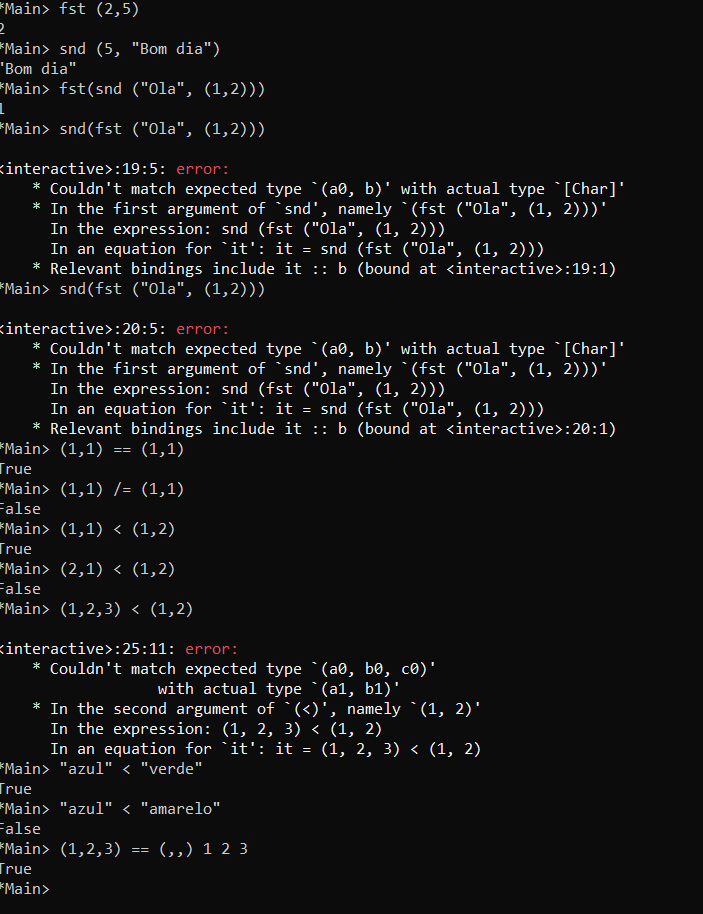 *Main> fst (2,5)
2
*Main> snd (5, "Bom dia")
"Bom dia"
*Main> fst(snd ("Ola", (1,2)))
1
*Main> snd(fst ("Ola", (1,2)))
<interactive>:19:5: error:
* Couldn't match expected type `(a0, b)' with actual type `[Char]'
* In the first argument of `snd', namely `(fst ("Ola", (1, 2)))'
In the expression: snd (fst ("Ola", (1, 2)))
In an equation for `it': it = snd (fst ("Ola", (1, 2)))
* Relevant bindings include it :: b (bound at <interactive>:19:1)
*Main> snd(fst ("Ola", (1,2)))
<interactive>:20:5: error:
* Couldn't match expected type `(a0, b)' with actual type `[Char]'
* In the first argument of `snd', namely `(fst ("Ola", (1, 2)))'
In the expression: snd (fst ("Ola", (1, 2)))
In an equation for `it': it = snd (fst ("Ola", (1, 2)))
* Relevant bindings include it :: b (bound at <interactive>:20:1)
*Main> (1,1) == (1,1)
True
*Main> (1,1) /= (1,1)
False
*Main> (1,1) < (1,2)
True
*Main> (2,1) < (1,2)
False
*Main> (1,2,3) < (1,2)
<interactive>:25:11: error:
* Couldn't match expected type `(a0, b0, c0)'
with actual type `(a1, b1)'
* In the second argument of `(<)', namely `(1, 2)'
In the expression: (1, 2, 3) < (1, 2)
In an equation for `it': it = (1, 2, 3) < (1, 2)
*Main> "azul" < "verde"
True
*Main> "azul" < "amarelo"
False
*Main> (1,2,3) == (,,) 1 2 3
True
*Main>